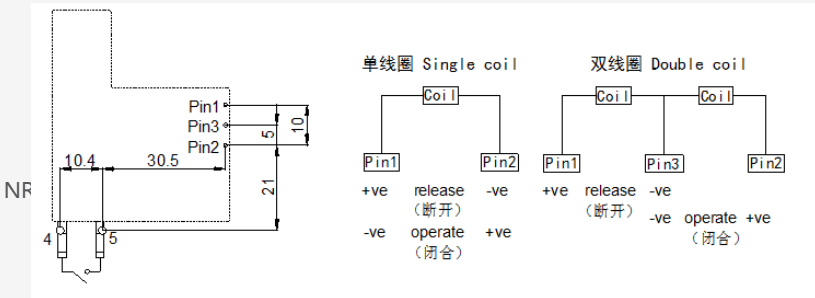 单线圈 Single coil
双线圈 Double coil
Coil
Coil
Coil
Pin1
Pin3
Pin2
5
10
10.4
30.5
21
Pin1
Pin2
Pin1
Pin3
Pin2
+ve release -ve
（断开）
-ve operate +ve
（闭合）
+ve release -ve
（断开）
-ve operate +ve
（闭合）
NR
4
5